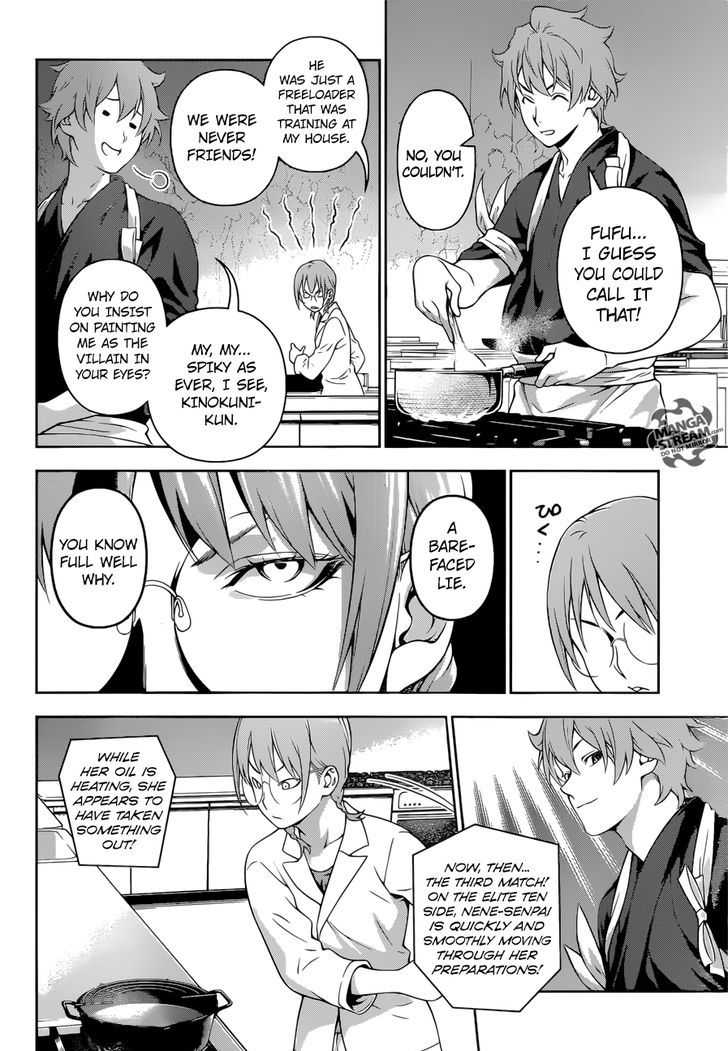 FUFU...
I GUESS
YOU COULD
CALL IT
THAT!
NO, YOU
COULDN'T.
HE
WAS JUST A
FREELOADER
THAT WAS
TRAINING AT
MY HOUSE.
WE WERE
NEVER
FRIENDS!
MY, MY...
SPIKY AS
EVER, I SEE,
KINOKUNI-
KUN.
WHY DO
YOU INSIST
ON PAINTING
ME AS THE
VILLAIN IN
YOUR EYES?
MANGA
STREAM.com
DO NOT MIRROR!
A
BARE-
FACED
LIE.
YOU KNOW
FULL WELL
WHY.
NOW, THEN...
THE THIRD MATCH!
ON THE ELITE TEN
SIDE, NENE-SENPAI
IS QUICKLY AND
SMOOTHLY MOVING
THROUGH HER
PREPARATIONS!
WHILE
HER OIL IS
HEATING, SHE
APPEARS TO
HAVE TAKEN
SOMETHING
OUT!